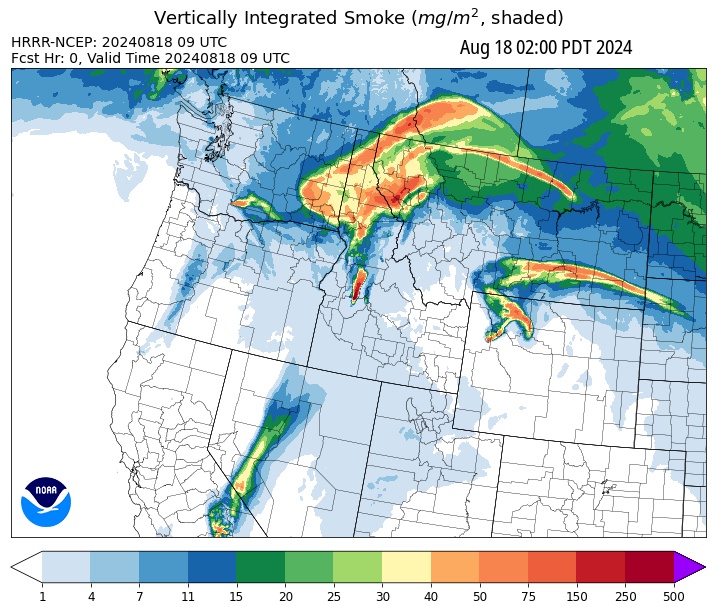 Vertically Integrated Smoke (mg/m², shaded)
HRRR-NCEP: 20240818 09 UTC
Aug 18 02:00 PDT 2024
Fcst Hr: 0, Valid Time 20240818 09 UTC
NOAA
1 4 7 11 15 20 25 30 40 50 75 150 250 500